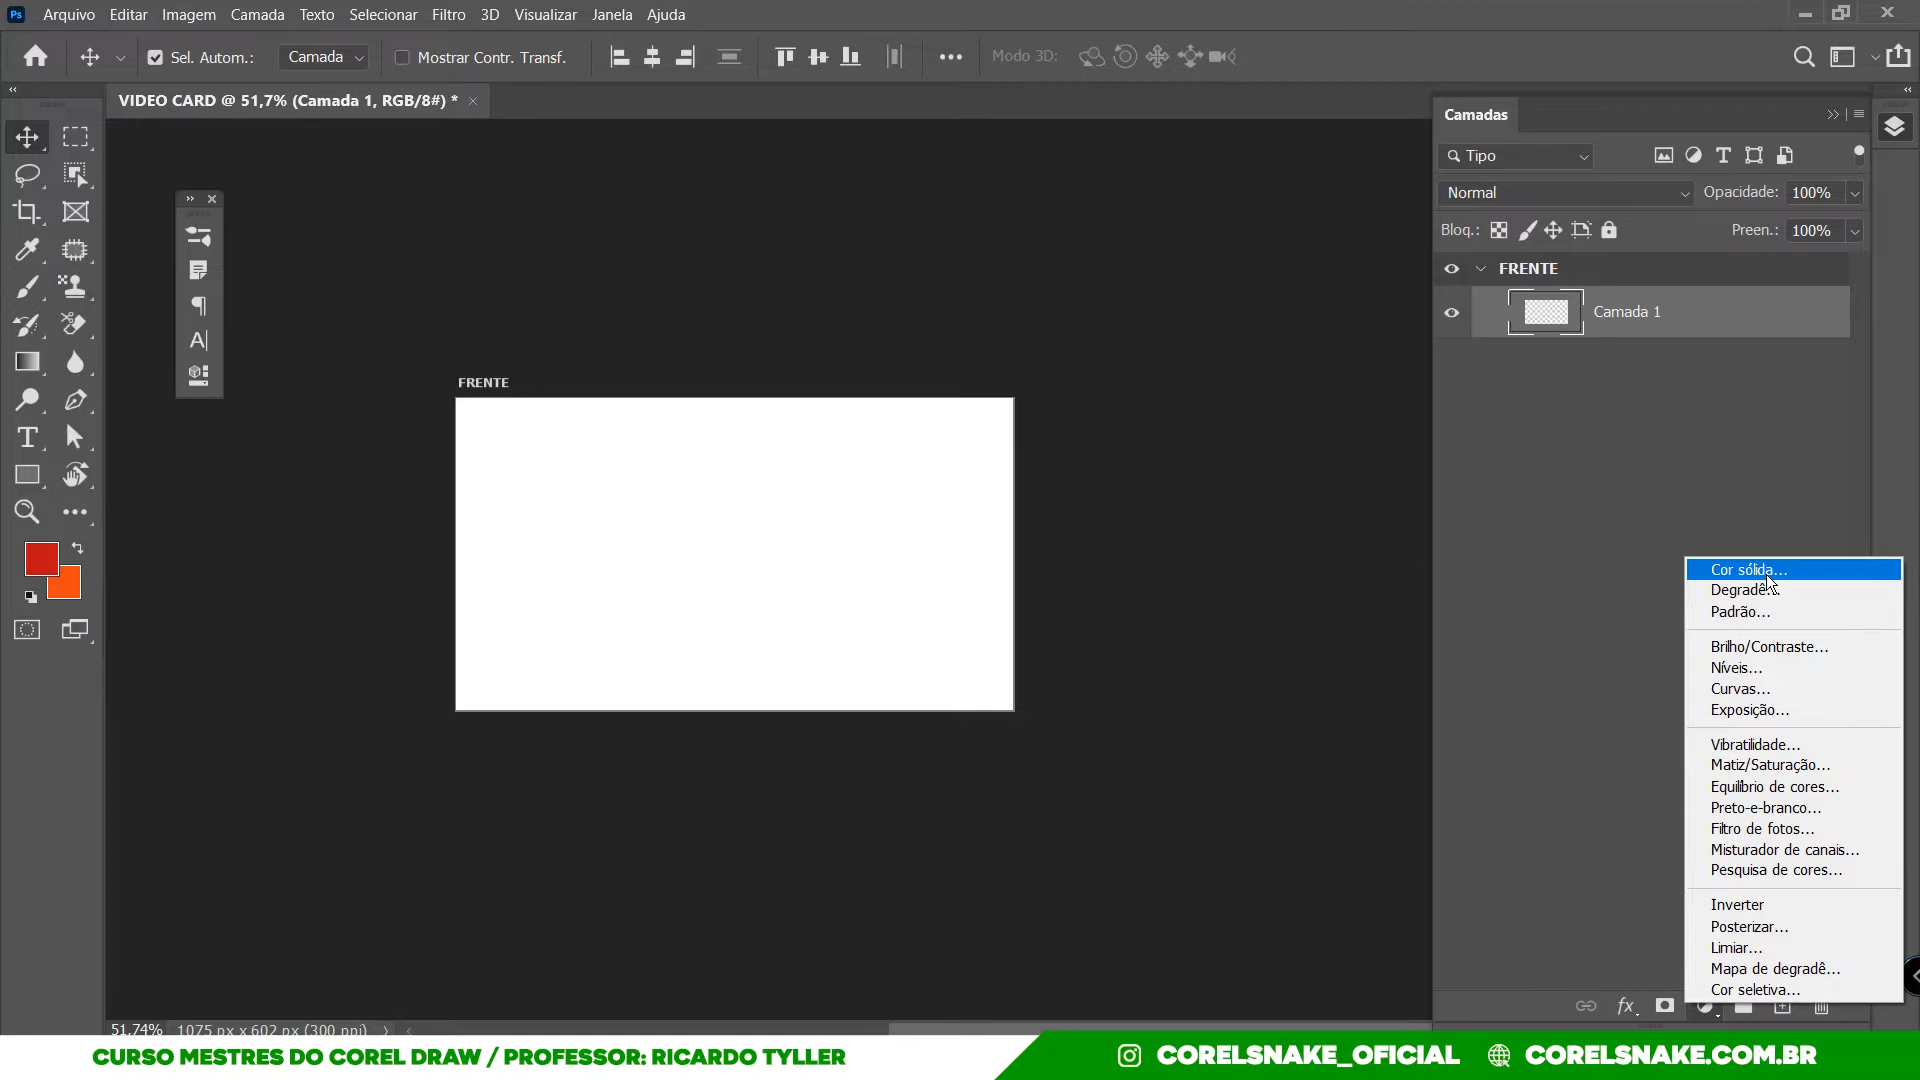 Ps Arquivo Editar Imagem Camada Texto Selecionar Filtro 3D Visualizar Janela Ajuda
Sel. Autom.: Camada Mostrar Contr. Transf. Modo 3D:
VIDEO CARD @ 51,7% (Camada 1, RGB/8#) *
Camadas
Tipo
Normal Opacidade: 100%
Bloq.: Preen.: 100%
FRENTE
Camada 1
FRENTE
Cor sólida...
Degradê...
Padrão...
Brilho/Contraste...
Níveis...
Curvas...
Exposição...
Vibratilidade...
Matiz/Saturação...
Equilíbrio de cores...
Preto-e-branco...
Filtro de fotos...
Misturador de canais...
Pesquisa de cores...
Inverter
Posterizar...
Limiar...
Mapa de degradê...
Cor seletiva...
fx
51,74% 1075 px x 602 px (300 ppi)
CURSO MESTRES DO COREL DRAW / PROFESSOR: RICARDO TYLLER
CORELSNAKE_OFICIAL CORELSNAKE.COM.BR